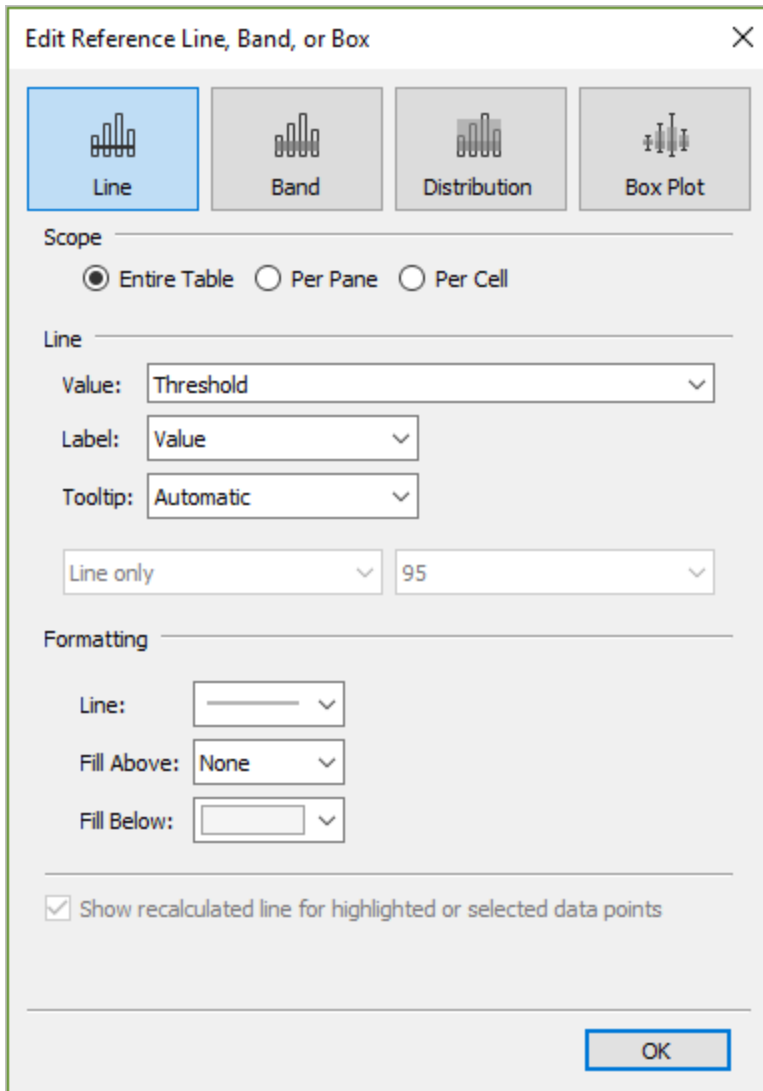 Edit Reference Line, Band, or Box
Line Band Distribution Box Plot
Scope
Entire Table Per Pane Per Cell
Line
Value: Threshold
Label: Value
Tooltip: Automatic
Line only 95
Formatting
Line:
Fill Above: None
Fill Below:
Show recalculated line for highlighted or selected data points
OK